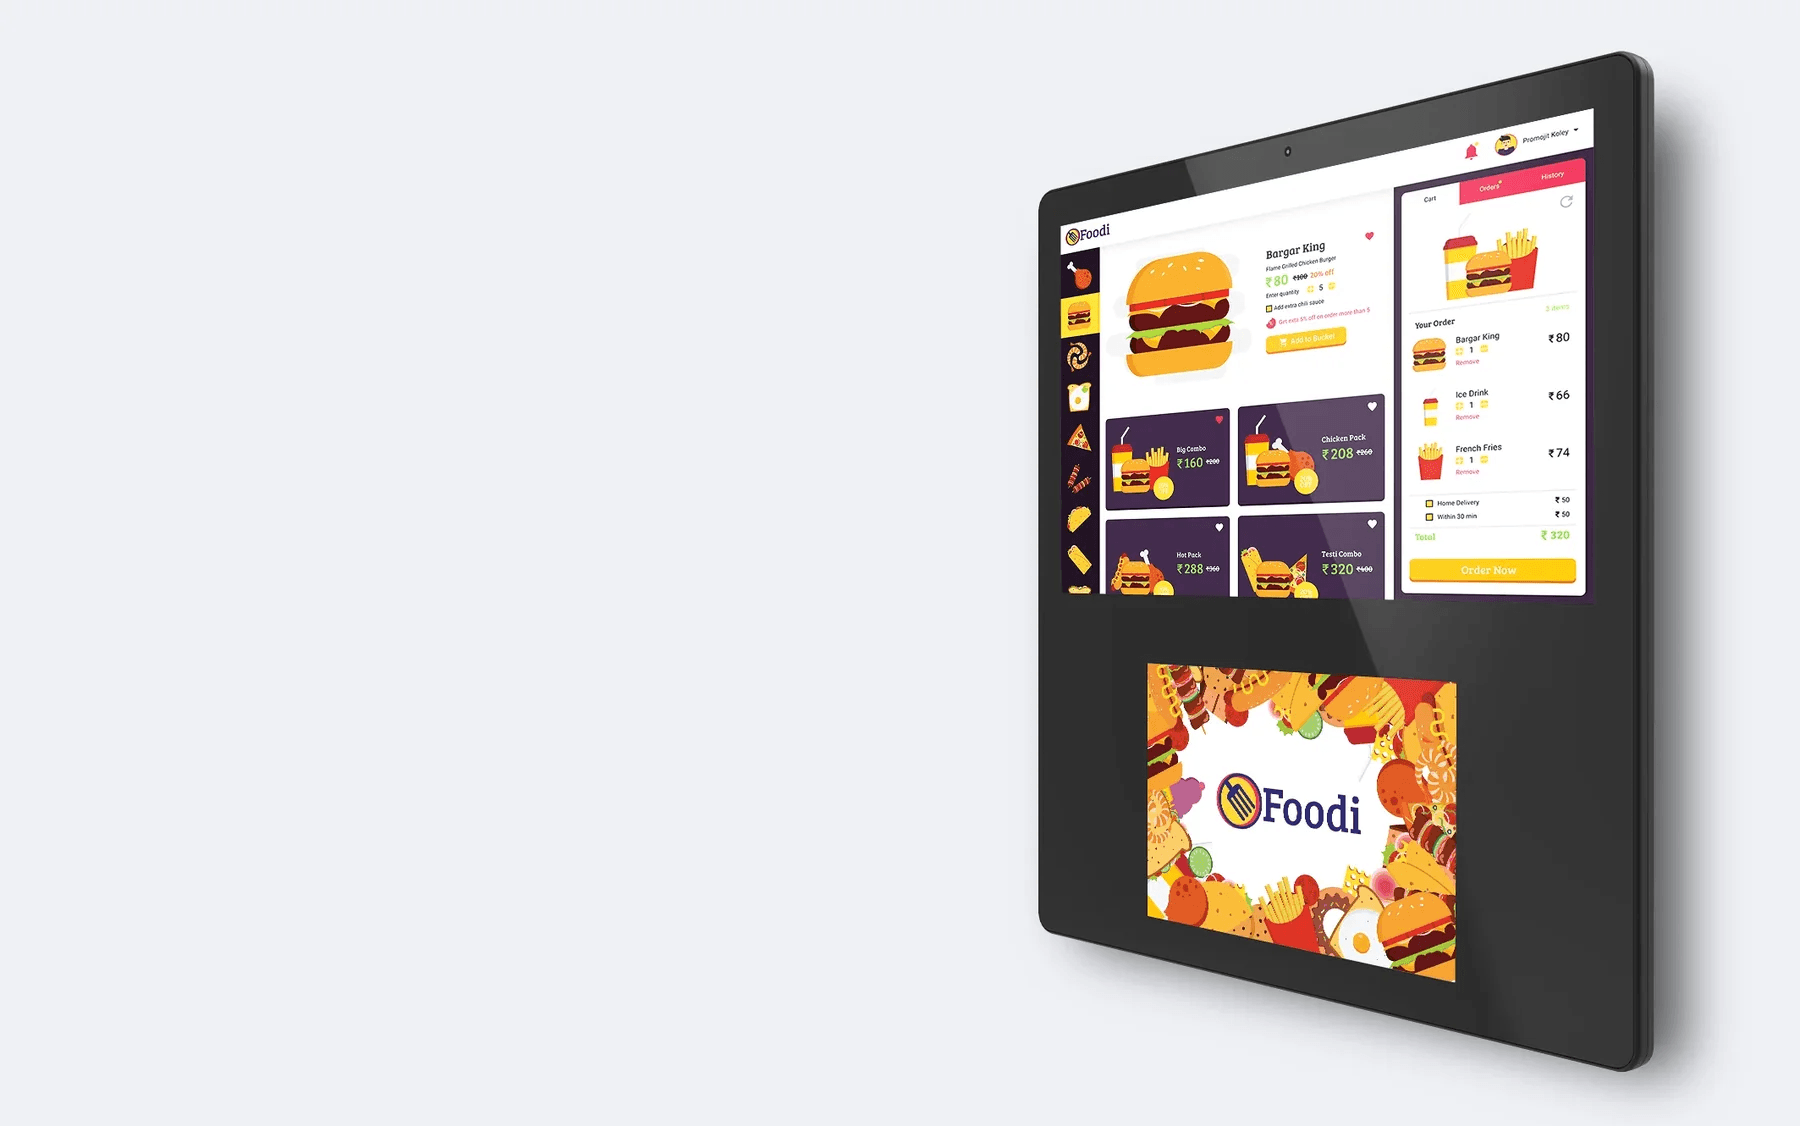 Foodi
Promojit Koley
Bargar King
Flame Grilled Chicken Burger
₹80 ₹100 20% off
Enter quantity 5
Add extra chili sauce
Get extra 5% off on order more than 5
Add to Bucket
Big Combo
₹160 ₹200
Chicken Pack
₹208 ₹260
Hot Pack
₹288 ₹360
Testi Combo
₹320 ₹400
Cart
Orders
History
3 items
Your Order
Bargar King ₹80
1
Remove
Ice Drink ₹66
1
Remove
French Fries ₹74
1
Remove
Home Delivery ₹50
Within 30 min ₹50
Total ₹320
Order Now
Foodi